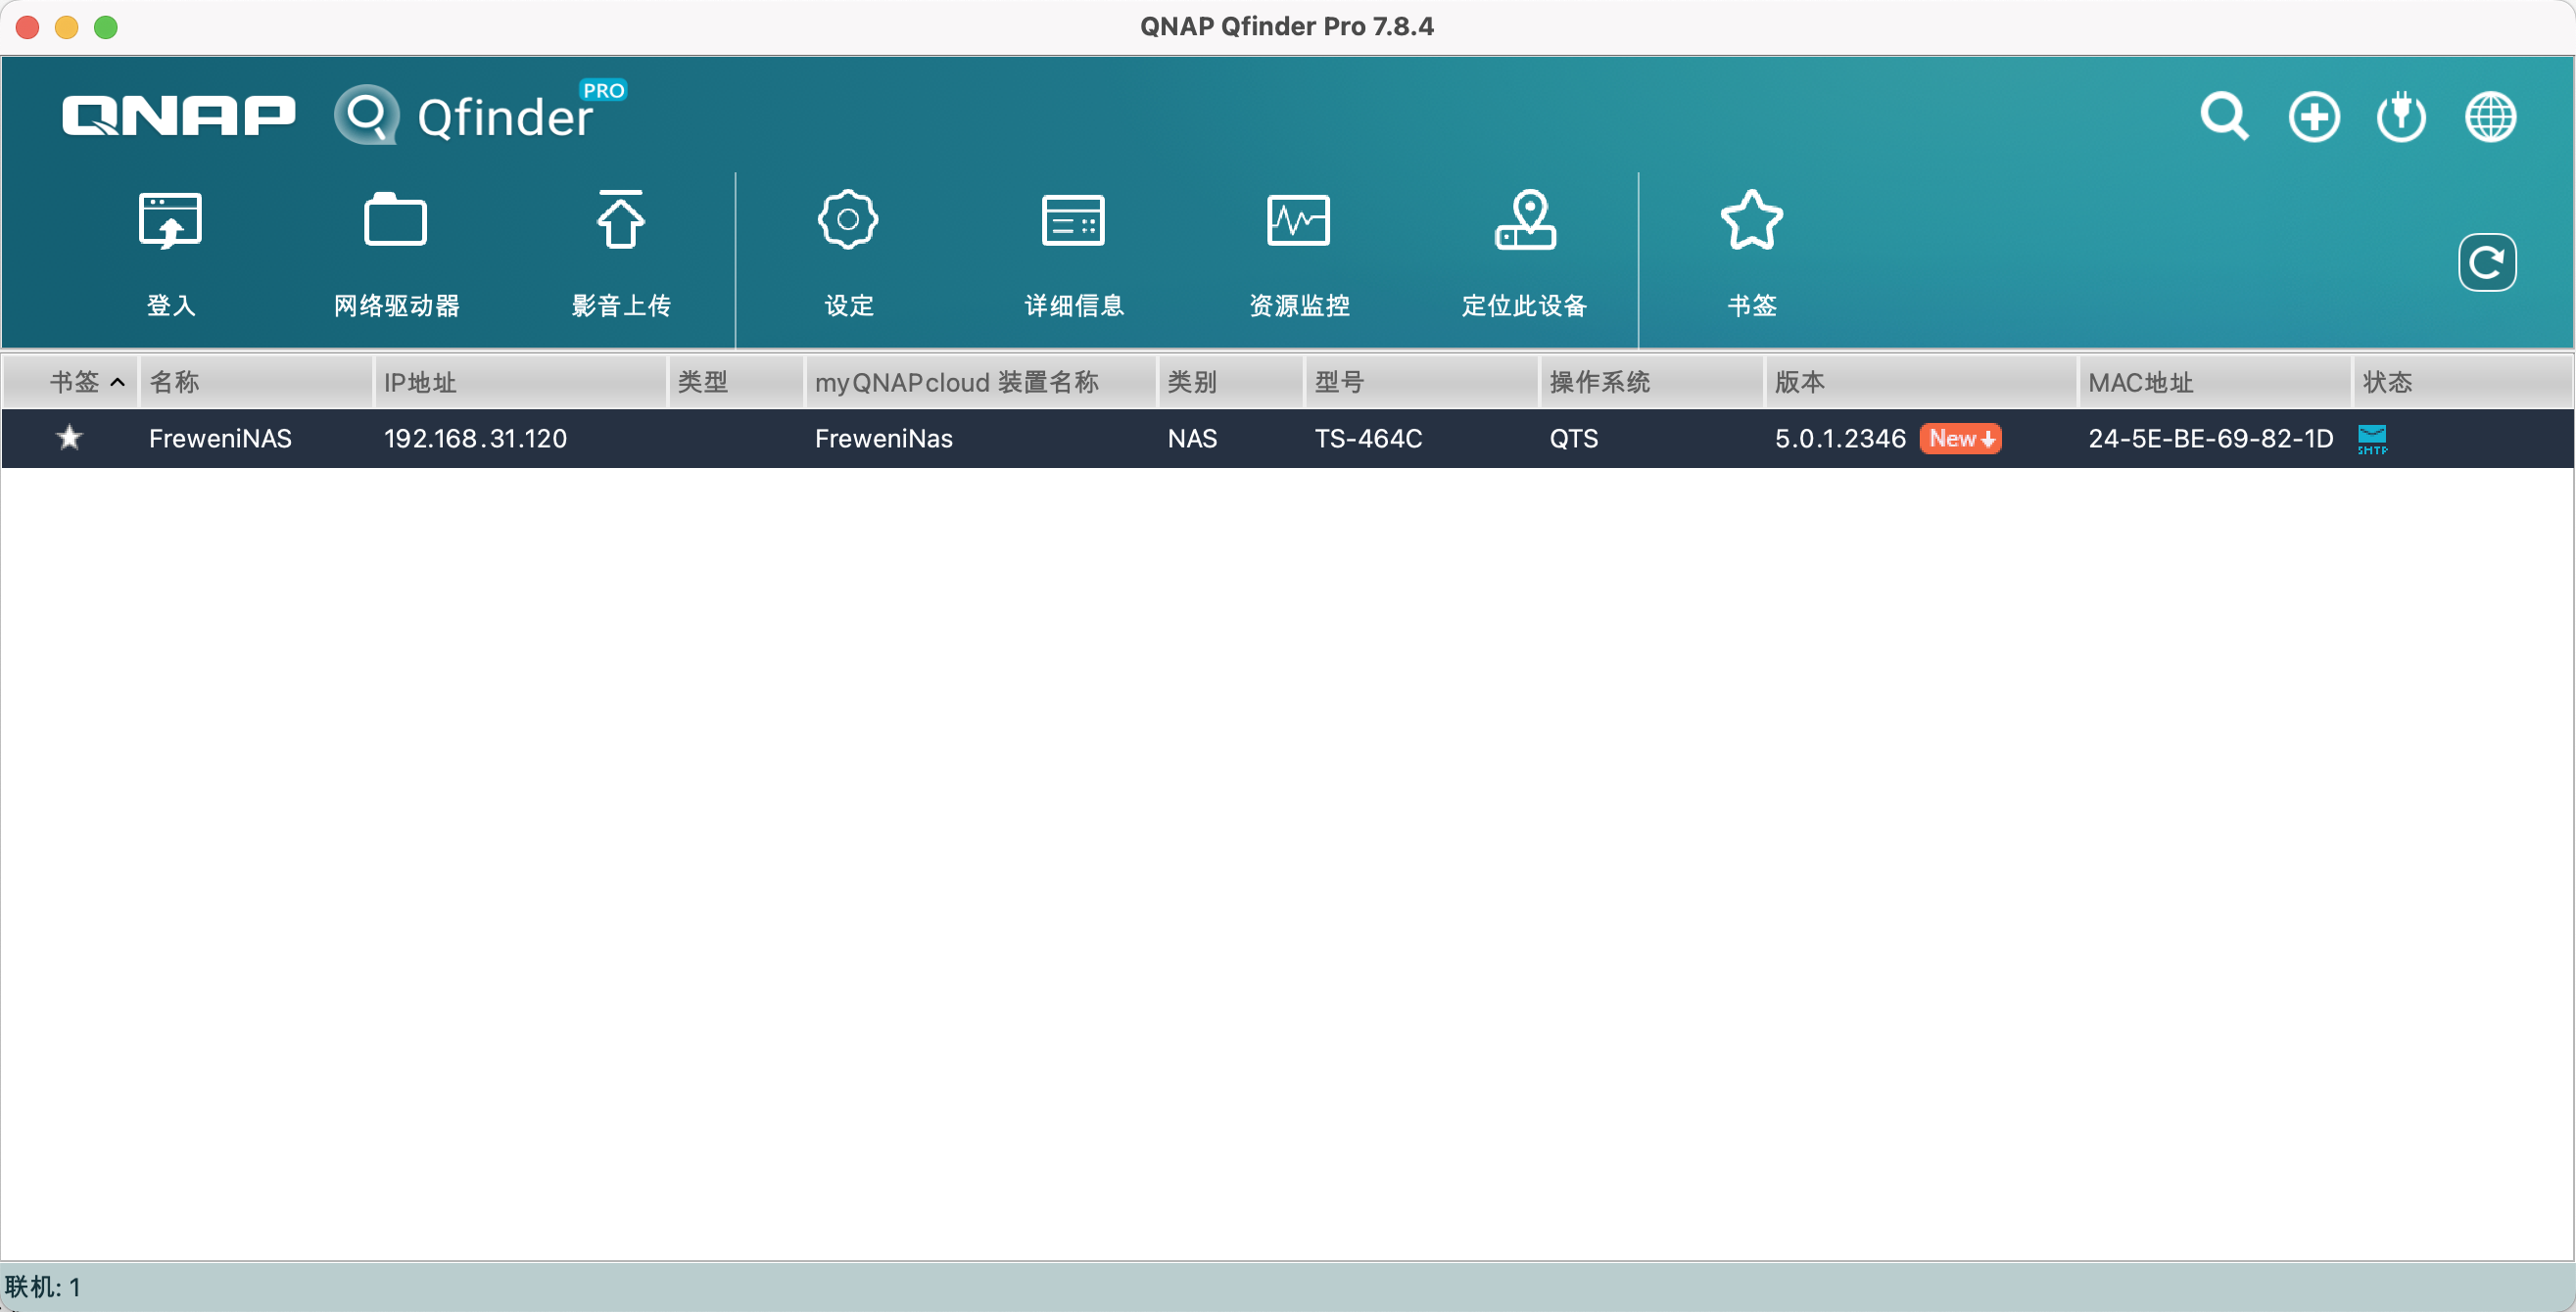 QNAP Qfinder Pro 7.8.4
QNAP Qfinder PRO
登入 网络驱动器 影音上传 设定 详细信息 资源监控 定位此设备 书签
书签 名称 IP地址 类型 myQNAPcloud 装置名称 类别 型号 操作系统 版本 MAC地址 状态
FreweniNAS 192.168.31.120 FreweniNas NAS TS-464C QTS 5.0.1.2346 New 24-5E-BE-69-82-1D SMTP
联机: 1